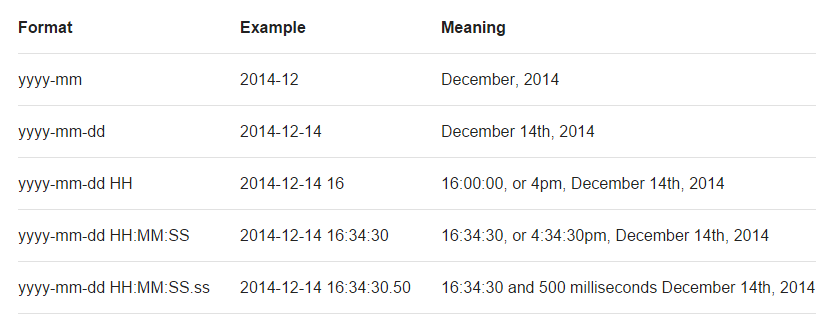 Format Example Meaning
yyyy-mm 2014-12 December, 2014
yyyy-mm-dd 2014-12-14 December 14th, 2014
yyyy-mm-dd HH 2014-12-14 16 16:00:00, or 4pm, December 14th, 2014
yyyy-mm-dd HH:MM:SS 2014-12-14 16:34:30 16:34:30, or 4:34:30pm, December 14th, 2014
yyyy-mm-dd HH:MM:SS.ss 2014-12-14 16:34:30.50 16:34:30 and 500 milliseconds December 14th, 2014